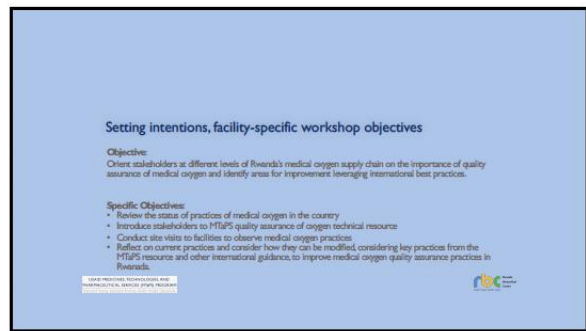 Setting intentions, facility-specific workshop objectives
Objective:
Orient stakeholders at different levels of Rwanda's medical oxygen supply chain on the importance of quality
assurance of medical oxygen and identify areas for improvement leveraging international best practices.
Specific Objectives:
• Review the status of practices of medical oxygen in the country
• Introduce stakeholders to MTaPS quality assurance of oxygen technical resource
• Conduct site visits to facilities to observe medical oxygen practices
• Reflect on current practices and consider how they can be modified, considering key practices from the
MTaPS resource and other international guidance, to improve medical oxygen quality assurance practices in
Rwanada.
USAID MEDICINES, TECHNOLOGIES, AND
PHARMACEUTICAL SERVICES (MTaPS) PROGRAM
rbc
Rwanda
Biomedical
Centre